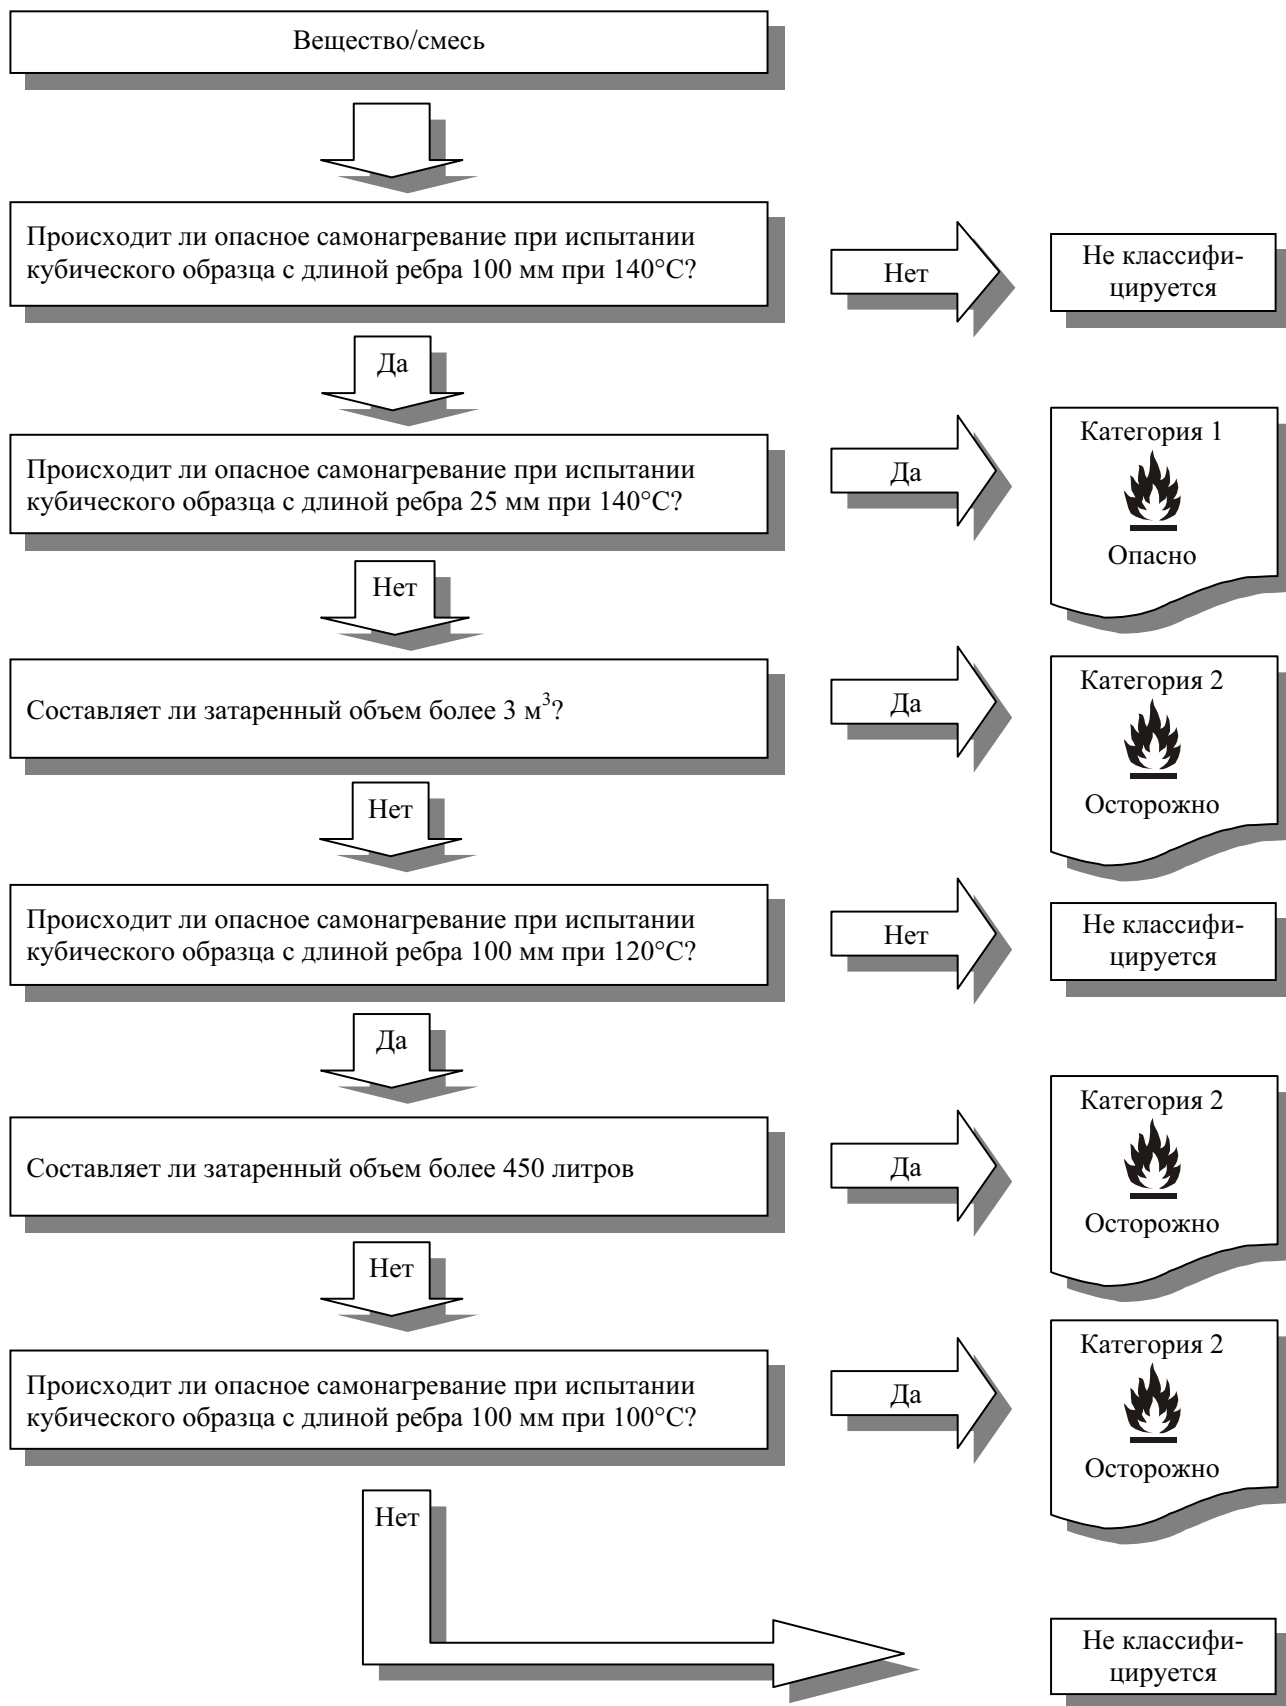 Вещество/смесь
Происходит ли опасное самонагревание при испытании
кубического образца с длиной ребра 100 мм при 140°C?
Нет
Не классифи-
цируется
Да
Происходит ли опасное самонагревание при испытании
кубического образца с длиной ребра 25 мм при 140°C?
Да
Категория 1
Опасно
Нет
Составляет ли затаренный объем более 3 м³?
Да
Категория 2
Осторожно
Нет
Происходит ли опасное самонагревание при испытании
кубического образца с длиной ребра 100 мм при 120°C?
Нет
Не классифи-
цируется
Да
Составляет ли затаренный объем более 450 литров
Да
Категория 2
Осторожно
Нет
Происходит ли опасное самонагревание при испытании
кубического образца с длиной ребра 100 мм при 100°C?
Да
Категория 2
Осторожно
Нет
Не классифи-
цируется